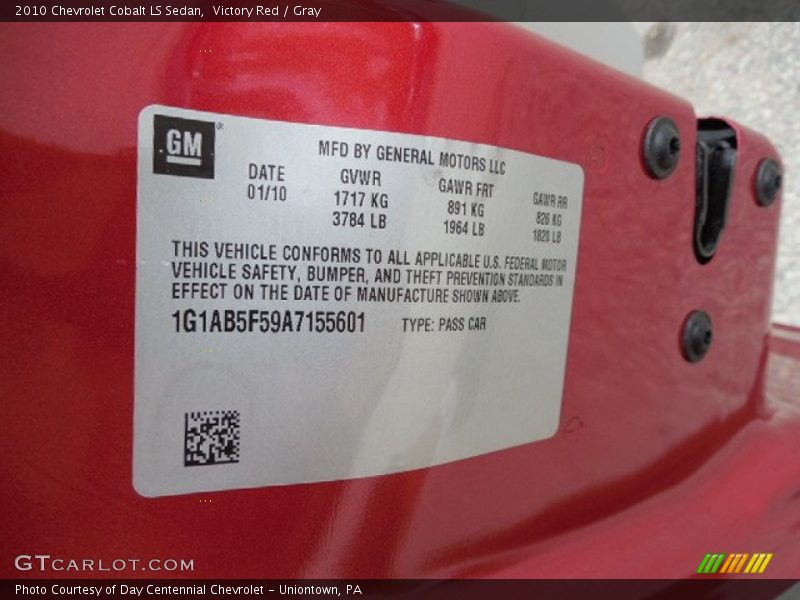 2010 Chevrolet Cobalt LS Sedan,  Victory Red / Gray
GM
MFD BY GENERAL MOTORS LLC
DATE GVWR GAWR FRT GAWR RR
01/10 1717 KG 891 KG 826 KG
3784 LB 1964 LB 1820 LB
THIS VEHICLE CONFORMS TO ALL APPLICABLE U.S. FEDERAL MOTOR
VEHICLE SAFETY, BUMPER, AND THEFT PREVENTION STANDARDS IN
EFFECT ON THE DATE OF MANUFACTURE SHOWN ABOVE.
1G1AB5F59A7155601 TYPE: PASS CAR
GTCARLOT.COM
Photo Courtesy of Day Centennial Chevrolet - Uniontown, PA